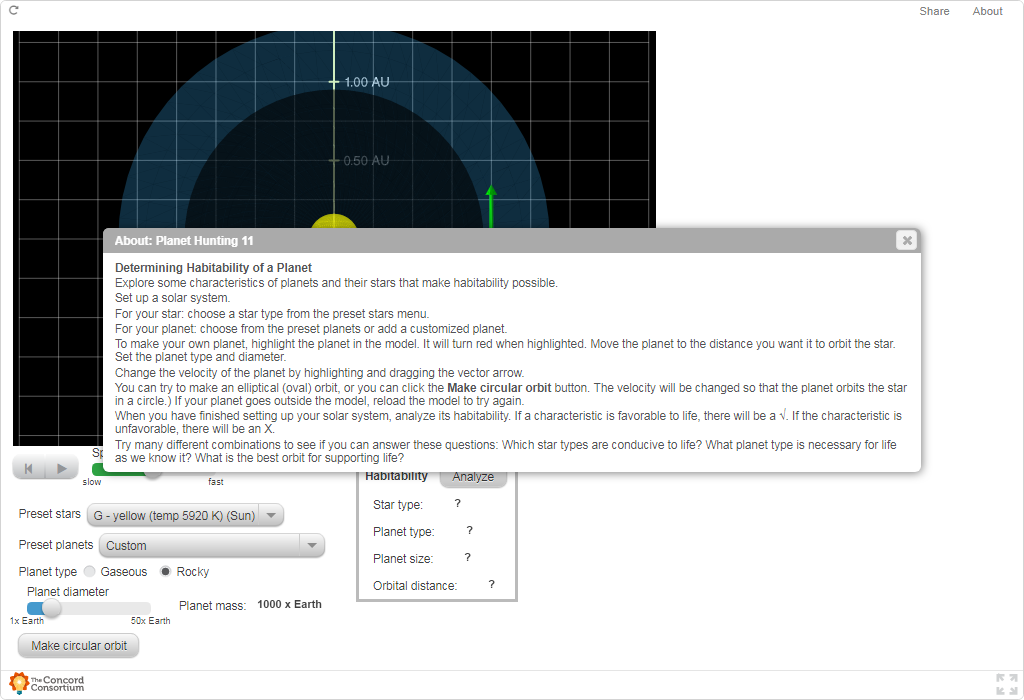 Share About
1.00 AU
0.50 AU
About: Planet Hunting 11
Determining Habitability of a Planet
Explore some characteristics of planets and their stars that make habitability possible.
Set up a solar system.
For your star: choose a star type from the preset stars menu.
For your planet: choose from the preset planets or add a customized planet.
To make your own planet, highlight the planet in the model. It will turn red when highlighted. Move the planet to the distance you want it to orbit the star.
Set the planet type and diameter.
Change the velocity of the planet by highlighting and dragging the vector arrow.
You can try to make an elliptical (oval) orbit, or you can click the Make circular orbit button. The velocity will be changed so that the planet orbits the star
in a circle.) If your planet goes outside the model, reload the model to try again.
When you have finished setting up your solar system, analyze its habitability. If a characteristic is favorable to life, there will be a √. If the characteristic is
unfavorable, there will be an X.
Try many different combinations to see if you can answer these questions: Which star types are conducive to life? What planet type is necessary for life
as we know it? What is the best orbit for supporting life?
slow fast
Habitability Analyze
Star type: ?
Planet type: ?
Planet size: ?
Orbital distance: ?
Preset stars G - yellow (temp 5920 K) (Sun)
Preset planets Custom
Planet type Gaseous Rocky
Planet diameter
1x Earth 50x Earth
Planet mass: 1000 x Earth
Make circular orbit
The Concord
Consortium